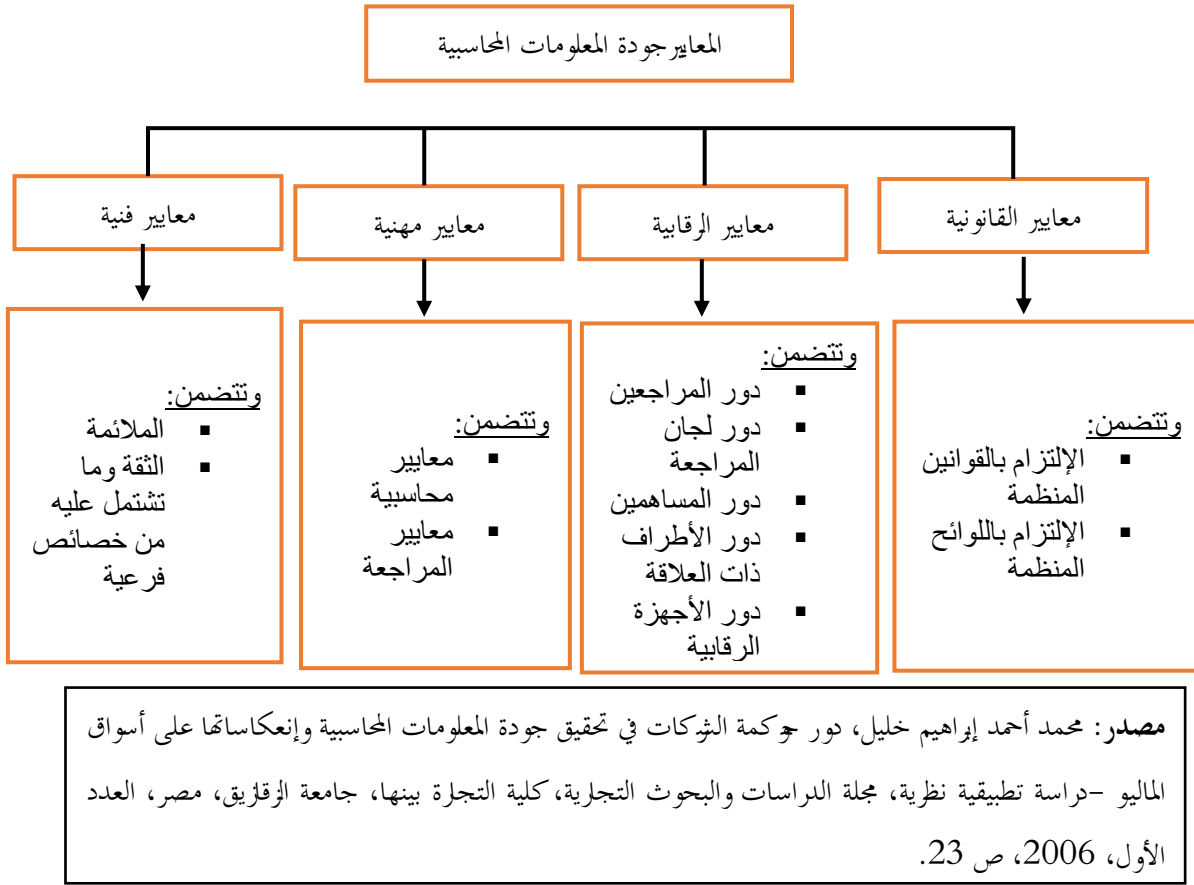 المعايير جودة المعلومات المحاسبية
معايير القانونية
معايير الرقابية
معايير مهنية
معايير فنية
وتتضمن:
▪ الإلتزام بالقوانين
المنظمة
▪ الإلتزام باللوائح
المنظمة
وتتضمن:
▪ دور المراجعين
▪ دور لجان
المراجعة
▪ دور المساهمين
▪ دور الأطراف
ذات العلاقة
▪ دور الأجهزة
الرقابية
وتتضمن:
▪ معايير
محاسبية
▪ معايير
المراجعة
وتتضمن:
▪ الملائمة
▪ الثقة وما
تشتمل عليه
من خصائص
فرعية
مصدر: محمد أحمد إبراهيم خليل، دور حوكمة الشركات في تحقيق جودة المعلومات المحاسبية وإنعكاساتها على أسواق
الماليو –دراسة تطبيقية نظرية، مجلة الدراسات والبحوث التجارية، كلية التجارة بينها، جامعة الزقازيق، مصر، العدد
الأول، 2006، ص 23.